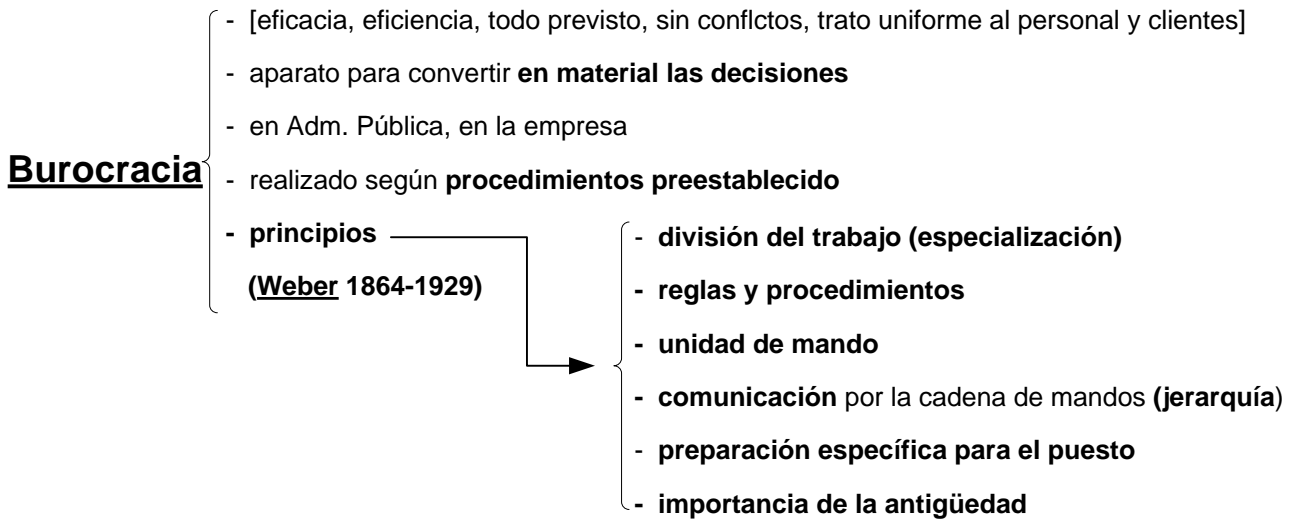 Burocracia
- [eficacia, eficiencia, todo previsto, sin conflctos, trato uniforme al personal y clientes]
- aparato para convertir en material las decisiones
- en Adm. Pública, en la empresa
- realizado según procedimientos preestablecido
- principios
(Weber 1864-1929)
- división del trabajo (especialización)
- reglas y procedimientos
- unidad de mando
- comunicación por la cadena de mandos (jerarquía)
- preparación específica para el puesto
- importancia de la antigüedad